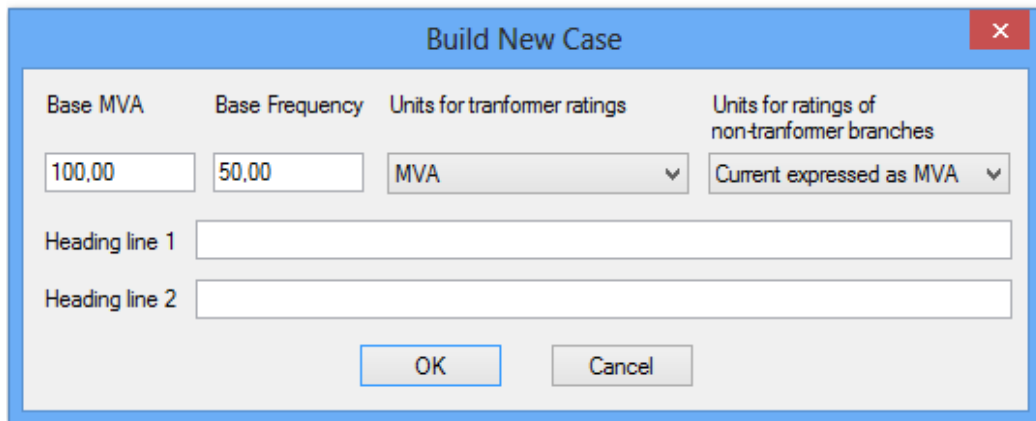 Build New Case
Base MVA
Base Frequency
Units for tranformer ratings
Units for ratings of
non-tranformer branches
100,00
50,00
MVA
Current expressed as MVA
Heading line 1
Heading line 2
OK
Cancel